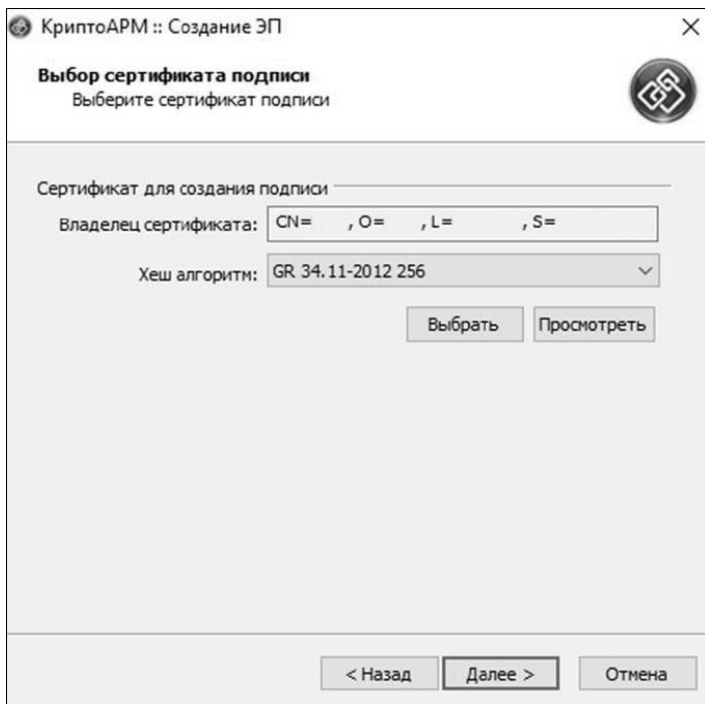 КриптоАРМ :: Создание ЭП
Выбор сертификата подписи
Выберите сертификат подписи
Сертификат для создания подписи
Владелец сертификата: CN= , O= , L= , S=
Хеш алгоритм: GR 34.11-2012 256
Выбрать Просмотреть
< Назад Далее > Отмена